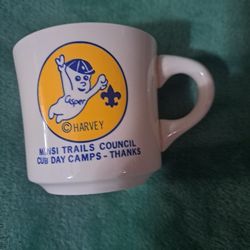 Casper
© HARVEY
MINSI TRAILS COUNCIL
CUB DAY CAMPS - THANKS